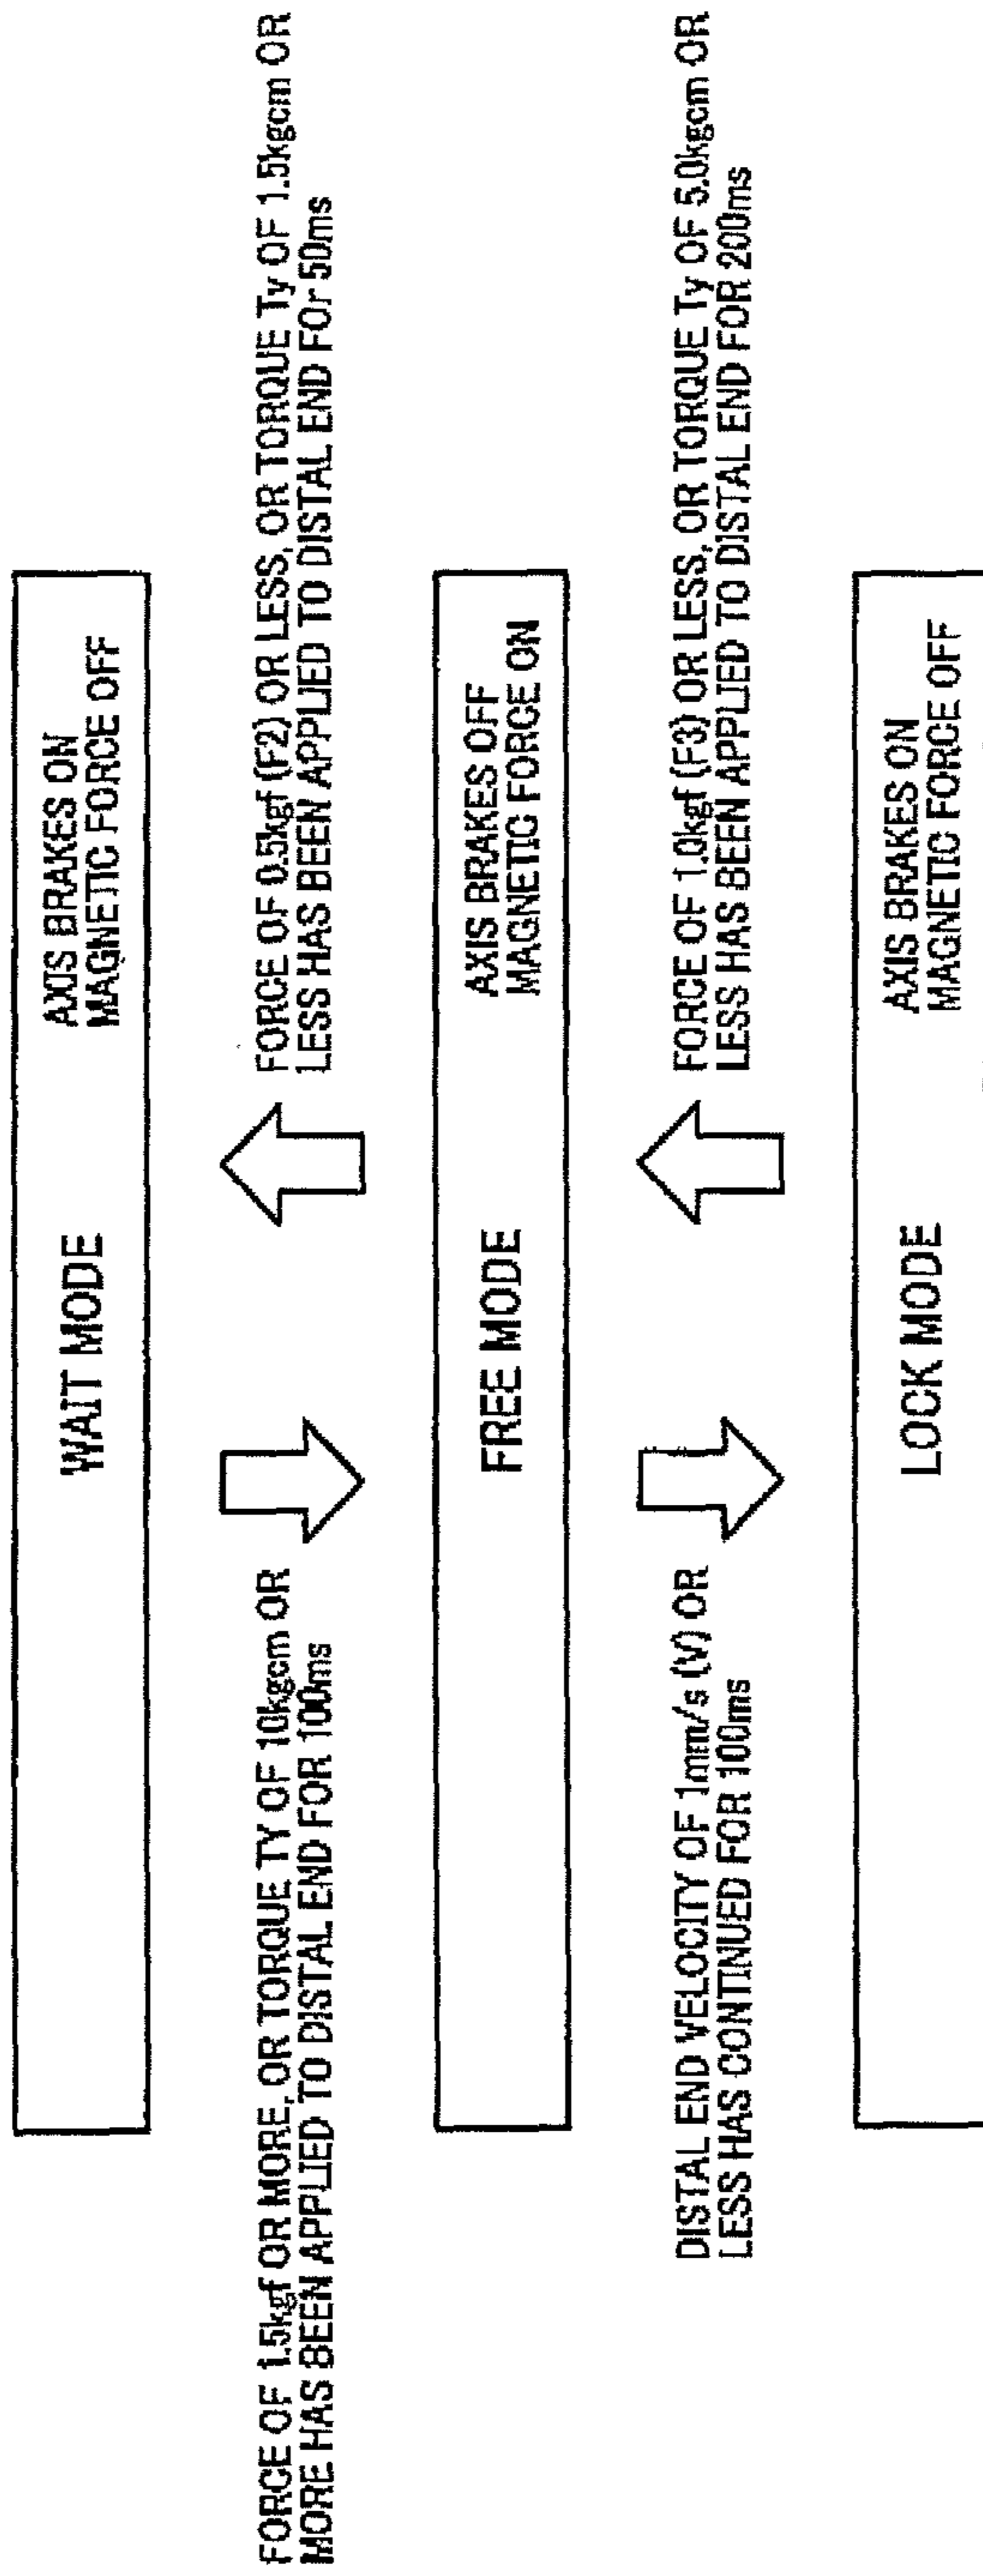 WAIT MODE
AXIS BRAKES ON
MAGNETIC FORCE OFF
FORCE OF 1.5kgf OR MORE, OR TORQUE TY OF 10kgcm OR
MORE HAS BEEN APPLIED TO DISTAL END FOR 100ms
FORCE OF 0.5kgf (F2) OR LESS, OR TORQUE Ty OF 1.5kgcm OR
LESS HAS BEEN APPLIED TO DISTAL END FOr 50ms
FREE MODE
AXIS BRAKES OFF
MAGNETIC FORCE ON
DISTAL END VELOCITY OF 1mm/s (V) OR
LESS HAS CONTINUED FOR 100ms
FORCE OF 1.0kgf (F3) OR LESS, OR TORQUE Ty OF 5.0kgcm OR
LESS HAS BEEN APPLIED TO DISTAL END FOR 200ms
LOCK MODE
AXIS BRAKES ON
MAGNETIC FORCE OFF